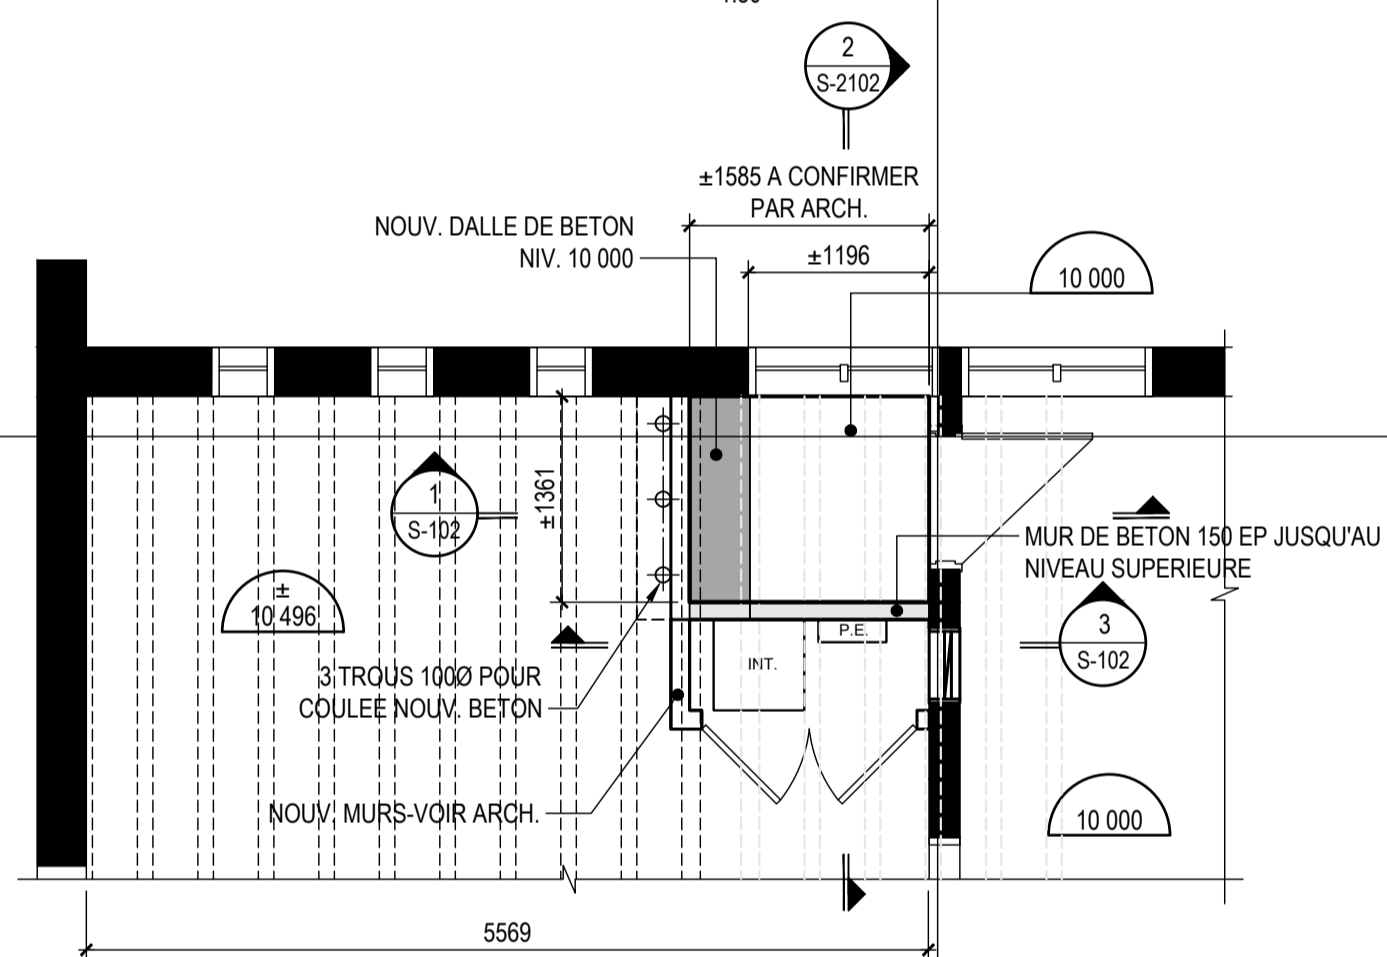 2
S-2102
±1585 A CONFIRMER
PAR ARCH.
NOUV. DALLE DE BETON
NIV. 10 000
±1196
10 000
±1361
1
S-102
MUR DE BETON 150 EP JUSQU'AU
NIVEAU SUPERIEURE
±
10 496
3
S-102
P.E.
INT.
3 TROUS 100Ø POUR
COULEE NOUV. BETON
NOUV. MURS-VOIR ARCH.
10 000
5569